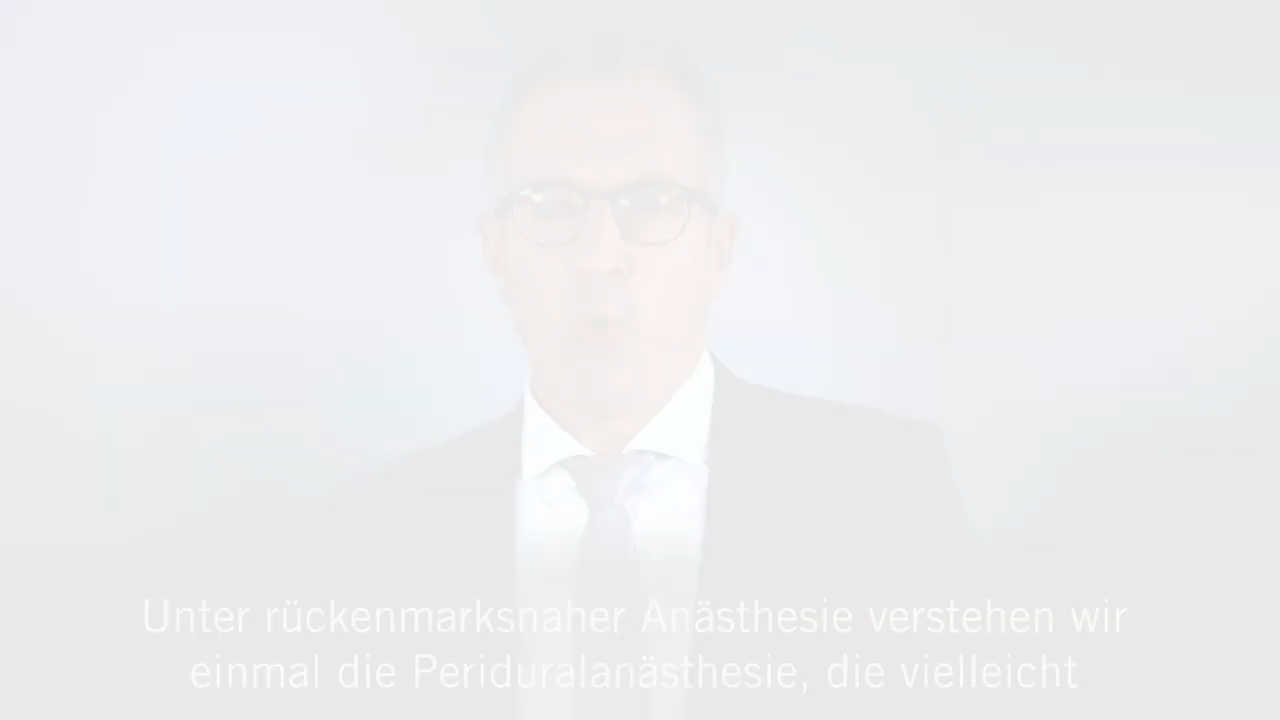 Unter rückenmarksnaher Anästhesie verstehen wir
einmal die Periduralanästhesie, die vielleicht